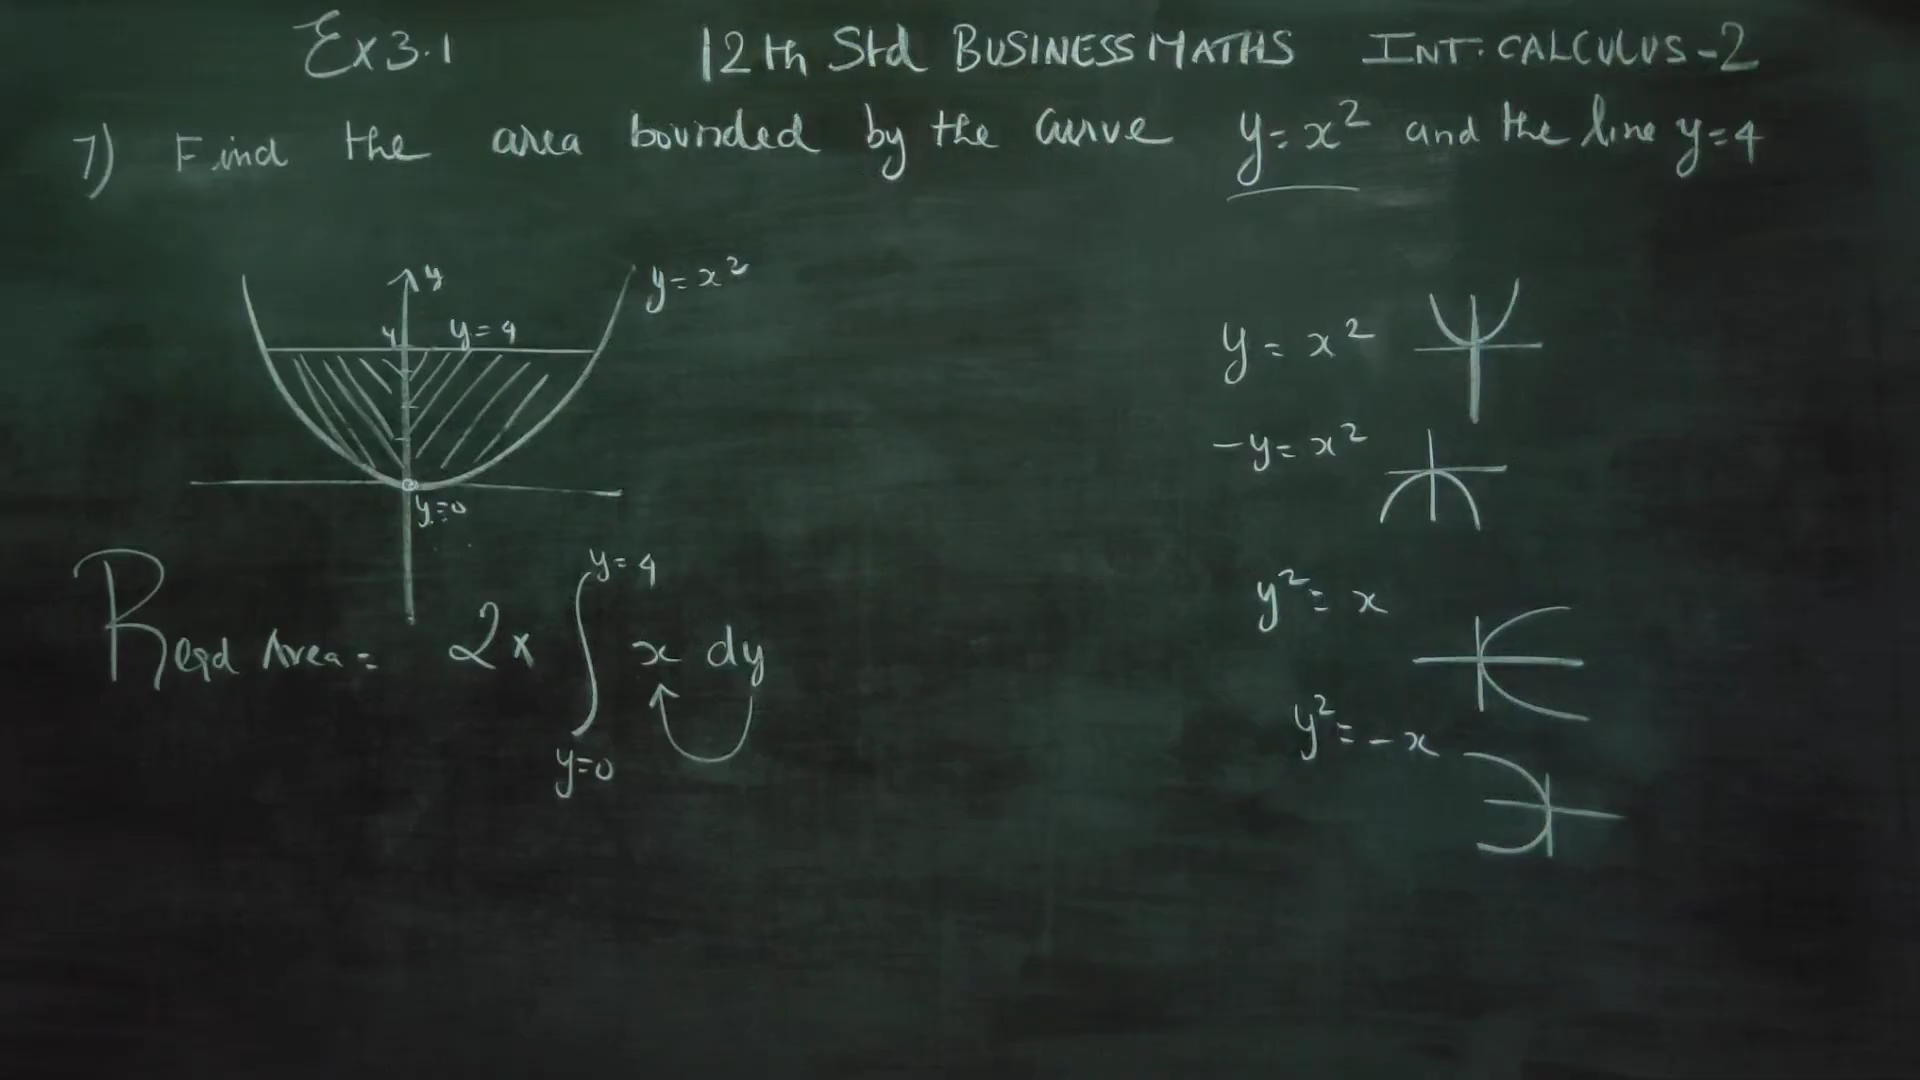 Ex 3.1 12th Std BUSINESS MATHS INT. CALCULUS-2
7) Find the area bounded by the curve y=x² and the line y=4
y
y=x²
4 y=4
y=0
Reqd Area = 2× ∫ x dy
y=4
y=0
y=x²
-y=x²
y²=x
y²=-x